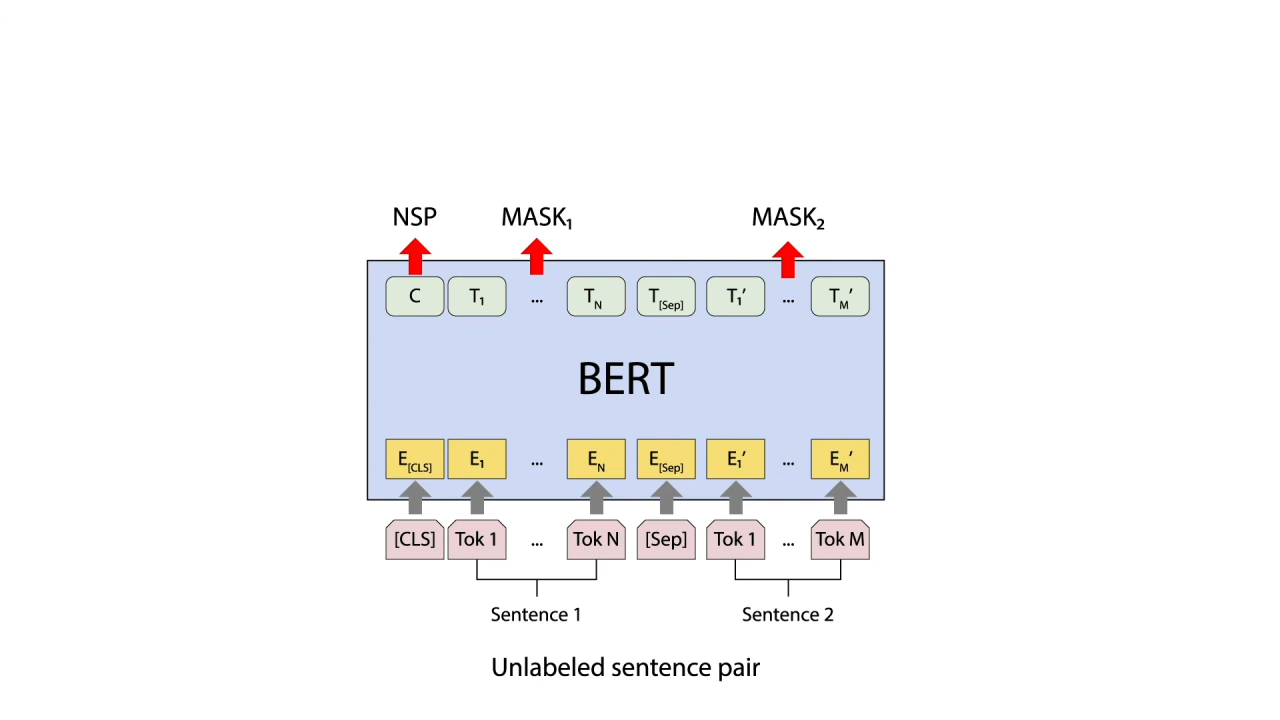 NSP MASK₁ MASK₂
C T₁ ... T_N T_[Sep] T₁′ ... T_M′
BERT
E_[CLS] E₁ ... E_N E_[Sep] E₁′ ... E_M′
[CLS] Tok 1 ... Tok N [Sep] Tok 1 ... Tok M
Sentence 1 Sentence 2
Unlabeled sentence pair